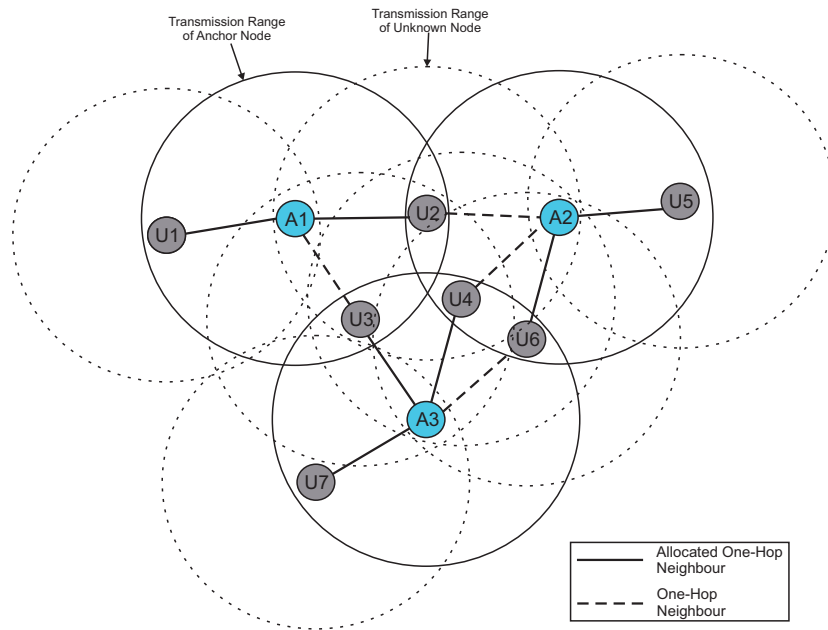 Transmission Range
of Anchor Node
Transmission Range
of Unknown Node
U1
A1
U2
A2
U5
U3
U4
U6
A3
U7
Allocated One-Hop
Neighbour
One-Hop
Neighbour